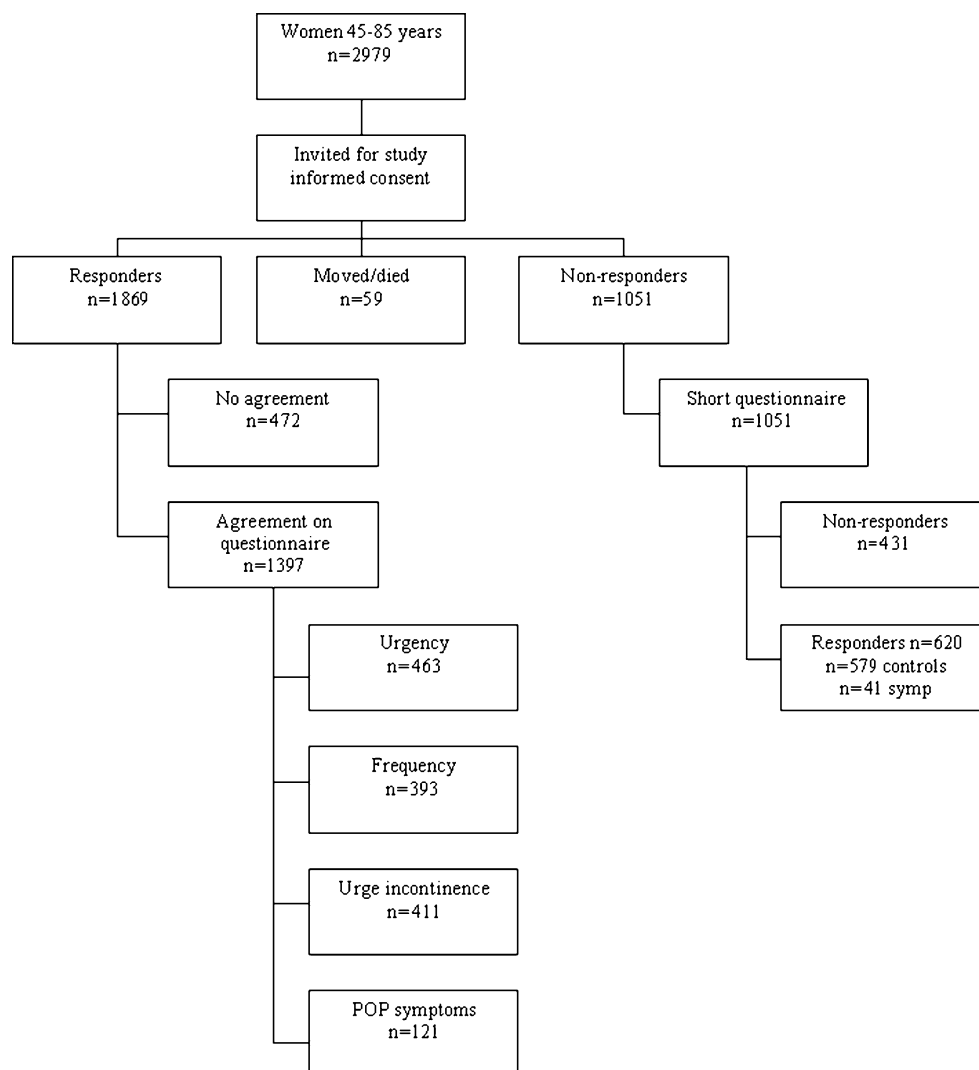 Women 45-85 years
n=2979
Invited for study
informed consent
Responders
n=1869
Moved/died
n=59
Non-responders
n=1051
No agreement
n=472
Short questionnaire
n=1051
Agreement on
questionnaire
n=1397
Non-responders
n=431
Urgency
n=463
Responders n=620
n=579 controls
n=41 symp
Frequency
n=393
Urge incontinence
n=411
POP symptoms
n=121